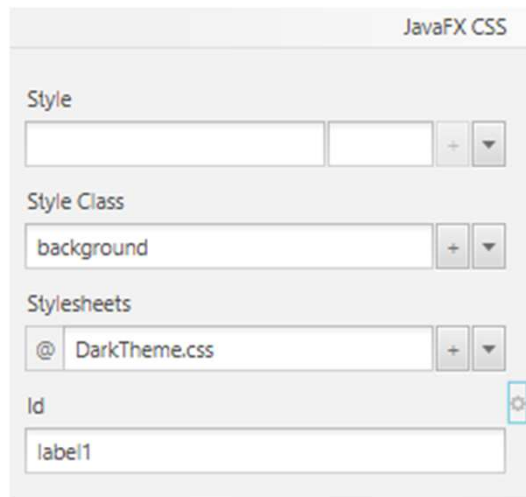 JavaFX CSS
Style
+
Style Class
background +
Stylesheets
@ DarkTheme.css +
Id
label1